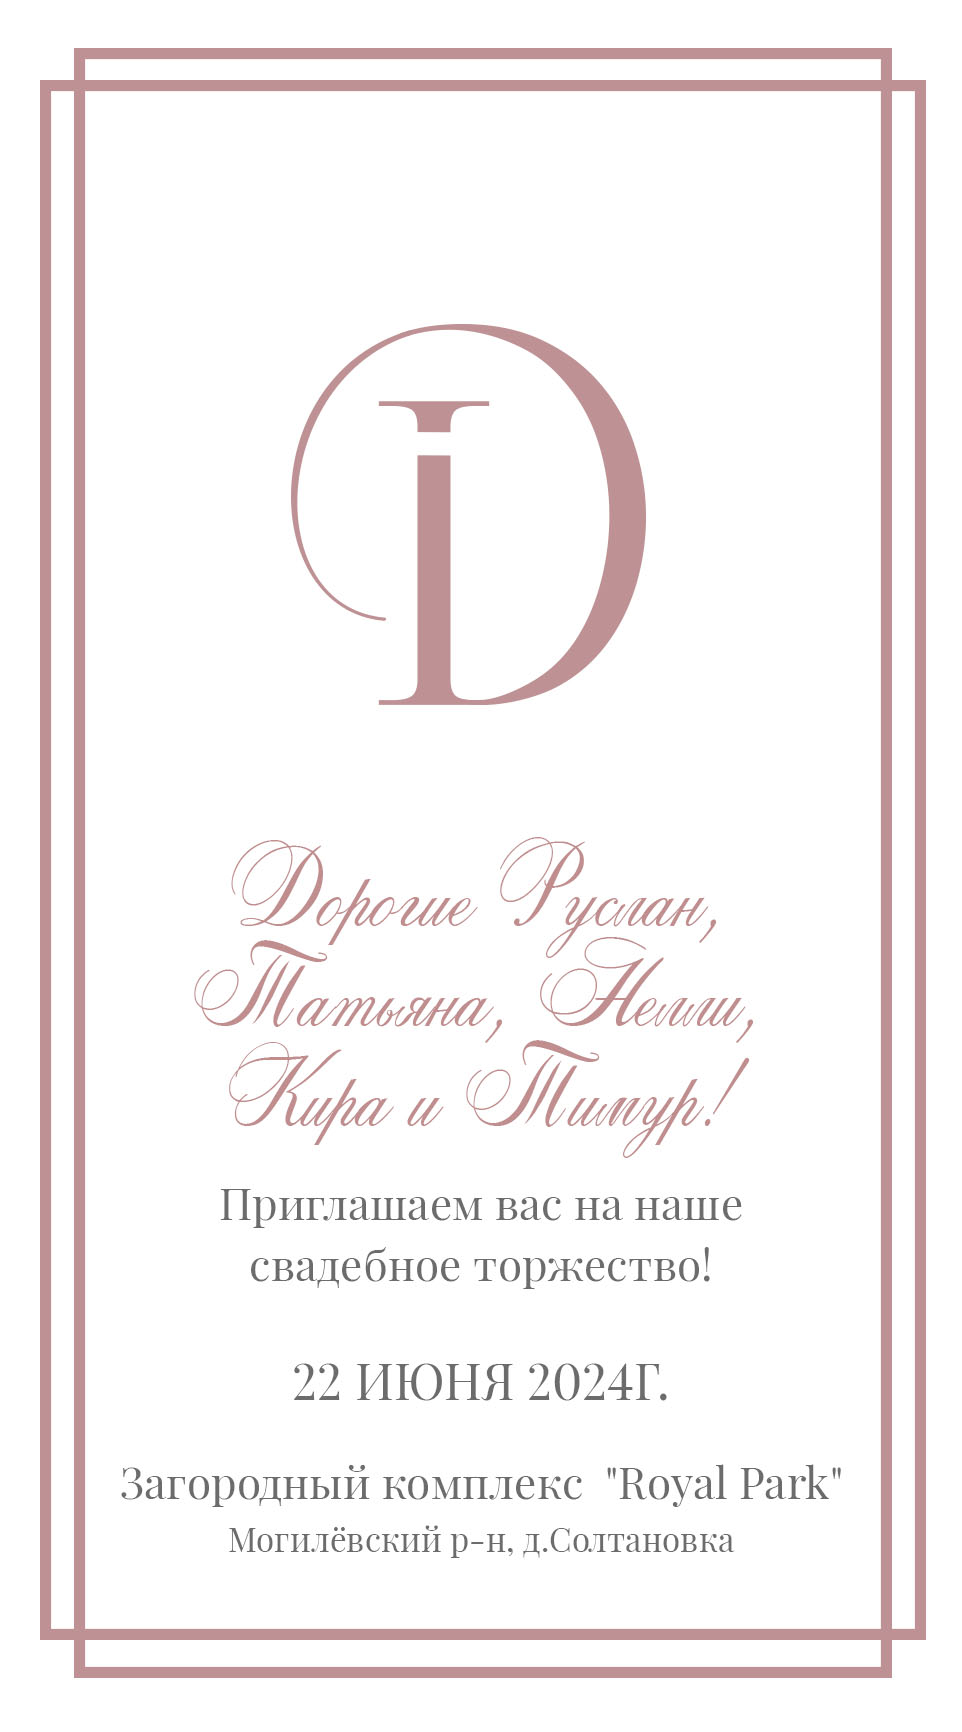 D
Дорогие Руслан,
Татьяна, Нелли,
Кира и Тимур!
Приглашаем вас на наше
свадебное торжество!
22 ИЮНЯ 2024Г.
Загородный комплекс "Royal Park"
Могилёвский р-н, д.Солтановка